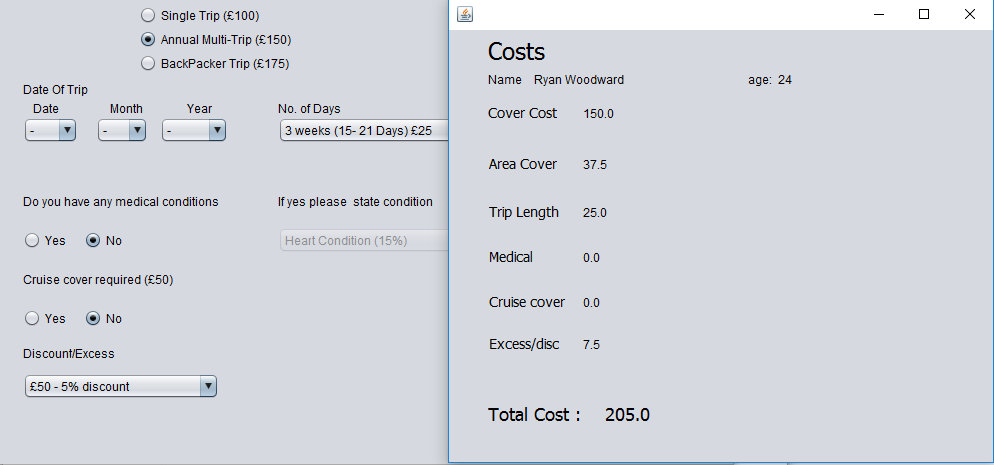 Single Trip (£100)
Annual Multi-Trip (£150)
BackPacker Trip (£175)
Date Of Trip
Date Month Year No. of Days
- - - 3 weeks (15- 21 Days) £25
Do you have any medical conditions If yes please state condition
Yes No Heart Condition (15%)
Cruise cover required (£50)
Yes No
Discount/Excess
£50 - 5% discount
Costs
Name Ryan Woodward age: 24
Cover Cost 150.0
Area Cover 37.5
Trip Length 25.0
Medical 0.0
Cruise cover 0.0
Excess/disc 7.5
Total Cost : 205.0